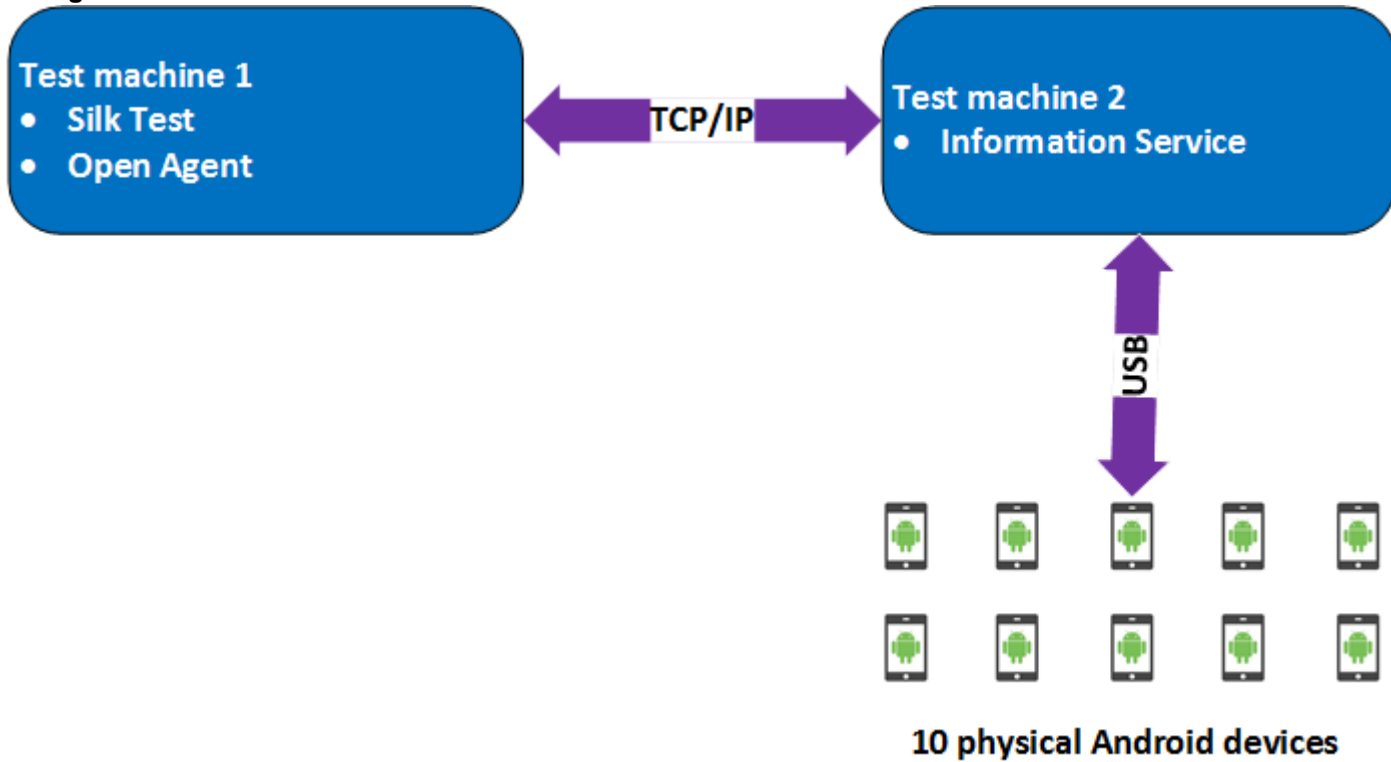 Test machine 1
• Silk Test
• Open Agent
TCP/IP
Test machine 2
• Information Service
USB
10 physical Android devices